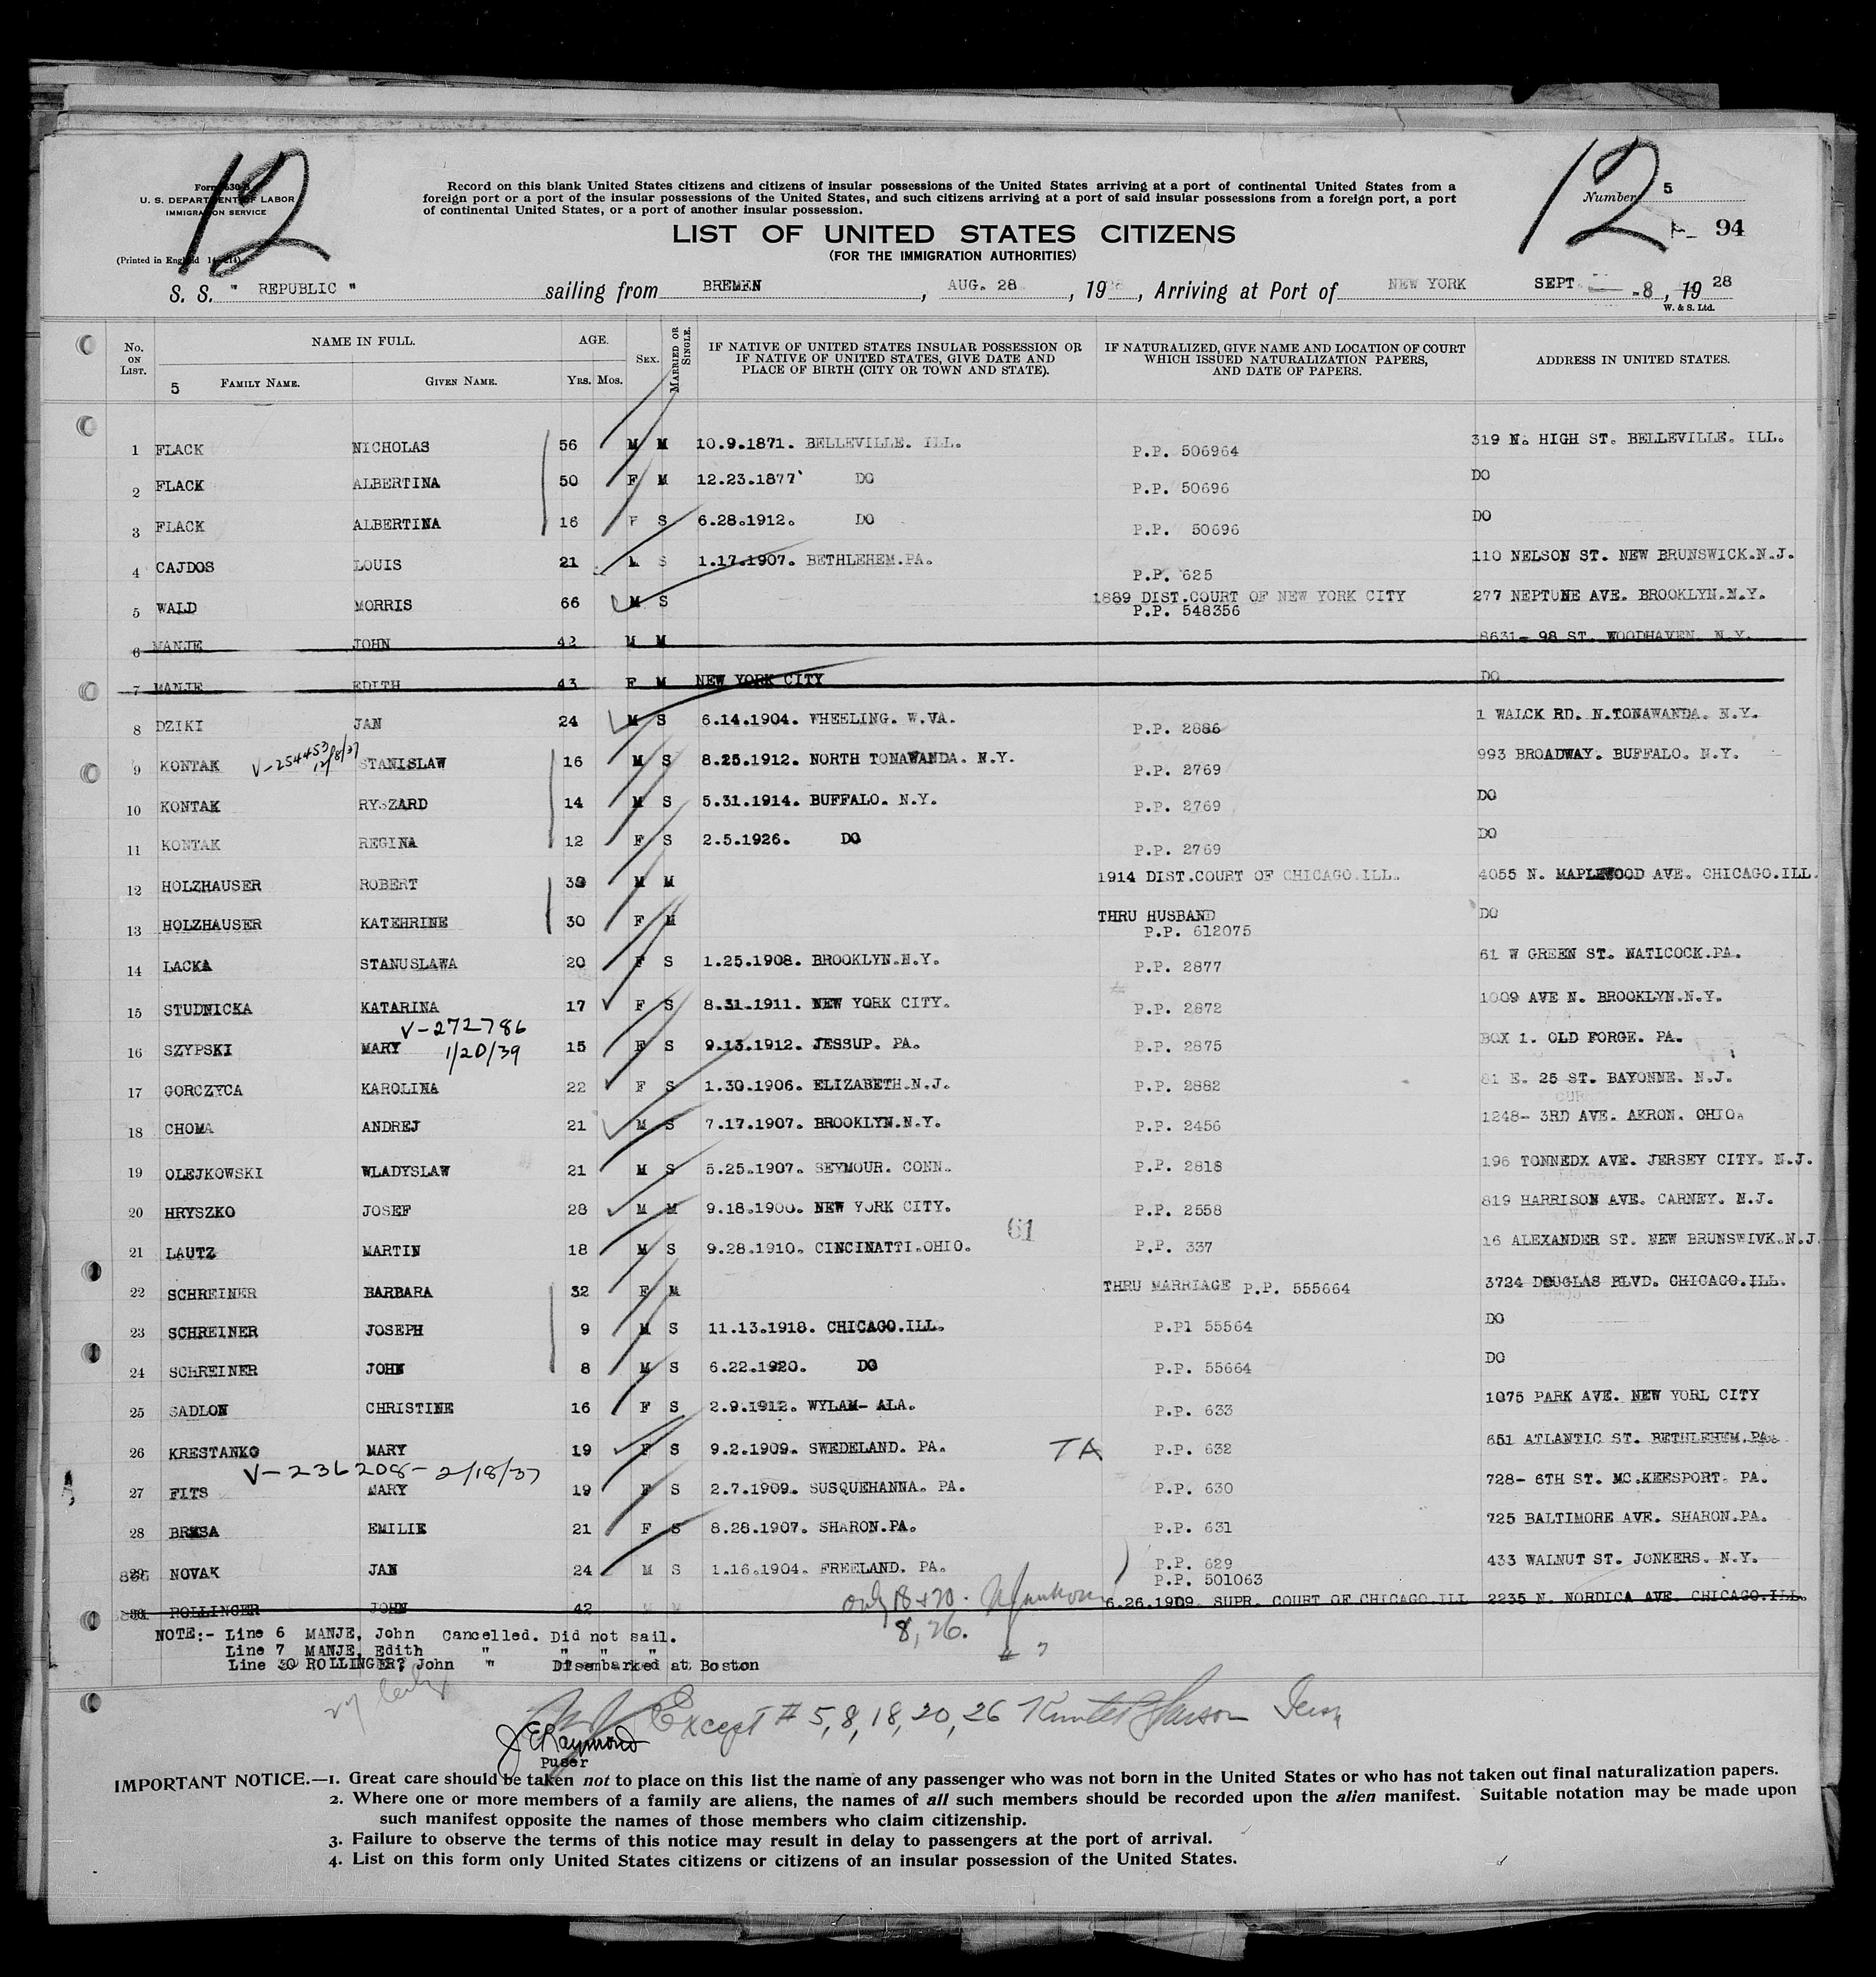 12
12
Form 630-B
U. S. DEPARTMENT OF LABOR
IMMIGRATION SERVICE
(Printed in England
Record on this blank United States citizens and citizens of insular possessions of the United States arriving at a port of continental United States from a
foreign port or a port of the insular possessions of the United States, and such citizens arriving at a port of said insular possessions from a foreign port, a port
of continental United States, or a port of another insular possession.
Number 5
94
LIST OF UNITED STATES CITIZENS
(FOR THE IMMIGRATION AUTHORITIES)
S. S. " REPUBLIC " sailing from BREMEN, AUG. 28, 1928, Arriving at Port of NEW YORK SEPT -8, 1928
W. & S. Ltd.
No. ON LIST. NAME IN FULL. AGE. SEX. MARRIED OR SINGLE. IF NATIVE OF UNITED STATES INSULAR POSSESSION OR IF NATIVE OF UNITED STATES, GIVE DATE AND PLACE OF BIRTH (CITY OR TOWN AND STATE). IF NATURALIZED, GIVE NAME AND LOCATION OF COURT WHICH ISSUED NATURALIZATION PAPERS, AND DATE OF PAPERS. ADDRESS IN UNITED STATES.
5 FAMILY NAME. GIVEN NAME. YRS. MOS.
1 FLACK NICHOLAS 56 M M 10.9.1871. BELLEVILLE. ILL. P.P. 506964 319 N. HIGH ST. BELLEVILLE. ILL.
2 FLACK ALBERTINA 50 F M 12.23.1877 DO P.P. 50696 DO
3 FLACK ALBERTINA 16 F S 6.28.1912. DO P.P. 50696 DO
4 CAJDOS LOUIS 21 M S 1.17.1907. BETHLEHEM.PA. P.P. 625 110 NELSON ST. NEW BRUNSWICK.N.J.
5 WALD MORRIS 66 M S 1889 DIST.COURT OF NEW YORK CITY P.P. 548356 277 NEPTUNE AVE. BROOKLYN.N.Y.
6 MANJE JOHN 42 M M 8631- 98 ST. WOODHAVEN. N.Y.
7 MANJE EDITH 43 F M NEW YORK CITY DO
8 DZIKI JAN 24 M S 6.14.1904. WHEELING. W.VA. P.P. 2886 1 WALCK RD. N.TONAWANDA. N.Y.
9 KONTAK V-254453 12/8/37 STANISLAW 16 M S 8.25.1912. NORTH TONAWANDA. N.Y. P.P. 2769 993 BROADWAY. BUFFALO. N.Y.
10 KONTAK RYSZARD 14 M S 5.31.1914. BUFFALO. N.Y. P.P. 2769 DO
11 KONTAK REGINA 12 F S 2.5.1926. DO P.P. 2769 DO
12 HOLZHAUSER ROBERT M M 1914 DIST.COURT OF CHICAGO.ILL. 4055 N. MAPLEWOOD AVE. CHICAGO.ILL.
13 HOLZHAUSER KATEHRINE 30 F M THRU HUSBAND P.P. 612075 DO
14 LACKA STANUSLAWA 20 F S 1.25.1908. BROOKLYN.N.Y. P.P. 2877 61 W GREEN ST. NATICOCK.PA.
15 STUDNICKA KATARINA 17 F S 8.31.1911. NEW YORK CITY. P.P. 2872 1009 AVE N. BROOKLYN.N.Y.
V-272786
16 SZYPSKI MARY 1/20/39 15 F S 9.13.1912. JESSUP. PA. P.P. 2875 BOX 1. OLD FORGE. PA.
17 GORCZYCA KAROLINA 22 F S 1.30.1906. ELIZABETH.N.J. P.P. 2882 81 E. 25 ST. BAYONNE. N.J.
18 CHOMA ANDREJ 21 M S 7.17.1907. BROOKLYN.N.Y. P.P. 2456 1248- 3RD AVE. AKRON. OHIO.
19 OLEJKOWSKI WLADYSLAW 21 M S 5.25.1907. SEYMOUR. CONN. P.P. 2818 196 TONNEDX AVE. JERSEY CITY. N.J.
20 HRYSZKO JOSEF 28 M M 9.18.1900. NEW YORK CITY. P.P. 2558 819 HARRISON AVE. CARNEY. N.J.
61
21 LAUTZ MARTIN 18 M S 9.28.1910. CINCINATTI.OHIO. P.P. 337 16 ALEXANDER ST. NEW BRUNSWIVK.N.J.
22 SCHREINER BARBARA 32 F M THRU MARRIAGE P.P. 555664 3724 DOUGLAS BLVD. CHICAGO.ILL.
23 SCHREINER JOSEPH 9 M S 11.13.1918. CHICAGO.ILL. P.Pl 55564 DO
24 SCHREINER JOHN 8 M S 6.22.1920. DO P.P. 55664 DO
25 SADLON CHRISTINE 16 F S 2.9.1912. WYLAM- ALA. P.P. 633 1075 PARK AVE. NEW YORL CITY
26 KRESTANKO MARY 19 F S 9.2.1909. SWEDELAND. PA. TA P.P. 632 651 ATLANTIC ST. BETHLEHEM.PA.
V-236208- 2/18/37
27 FITS MARY 19 F S 2.7.1909. SUSQUEHANNA. PA. P.P. 630 728- 6TH ST. MC.KEESPORT. PA.
28 BRESA EMILIE 21 F S 8.28.1907. SHARON.PA. P.P. 631 725 BALTIMORE AVE. SHARON.PA.
29 NOVAK JAN 24 M S 1.16.1904. FREELAND. PA. P.P. 629 433 WALNUT ST. JONKERS. N.Y.
P.P. 501063
30 ROLLINGER JOHN 42 M M 6.26.1909. SUPR. COURT OF CHICAGO.ILL 2235 N. NORDICA AVE. CHICAGO.ILL.
only 18+20.
8, 26.
NOTE:- Line 6 MANJE, John Cancelled. Did not sail.
Line 7 MANJE, Edith " " " "
Line 30 ROLLINGER, John " Disembarked at Boston
Except # 5, 8, 18, 20, 26
J E Raymond
Puser
IMPORTANT NOTICE.—1. Great care should be taken not to place on this list the name of any passenger who was not born in the United States or who has not taken out final naturalization papers.
2. Where one or more members of a family are aliens, the names of all such members should be recorded upon the alien manifest. Suitable notation may be made upon
such manifest opposite the names of those members who claim citizenship.
3. Failure to observe the terms of this notice may result in delay to passengers at the port of arrival.
4. List on this form only United States citizens or citizens of an insular possession of the United States.